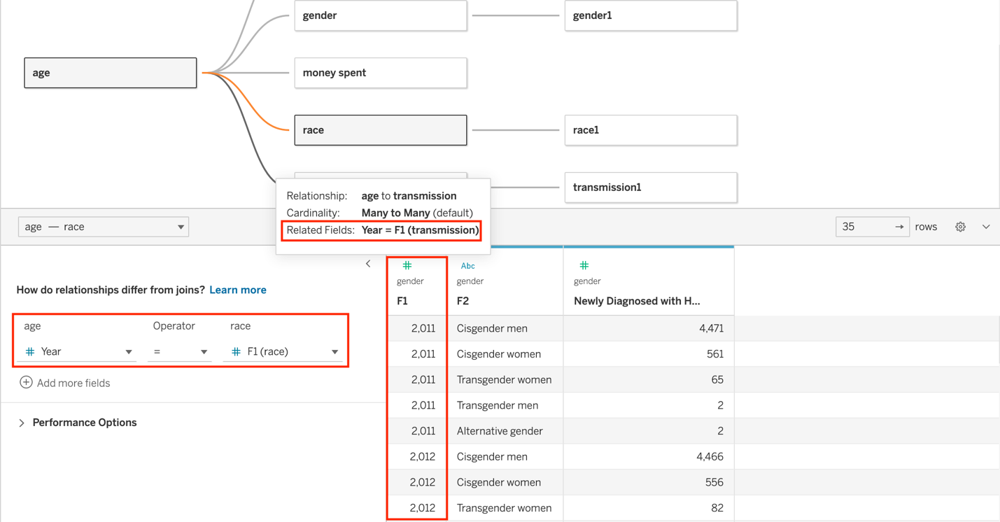 gender
gender1
age
money spent
race
race1
transmission1
Relationship: age to transmission
Cardinality: Many to Many (default)
Related Fields: Year = F1 (transmission)
age — race
35 → rows
How do relationships differ from joins? Learn more
age Operator race
# Year = # F1 (race)
Add more fields
Performance Options
# Abc #
gender gender gender
F1 F2 Newly Diagnosed with H...
2,011 Cisgender men 4,471
2,011 Cisgender women 561
2,011 Transgender women 65
2,011 Transgender men 2
2,011 Alternative gender 2
2,012 Cisgender men 4,466
2,012 Cisgender women 556
2,012 Transgender women 82